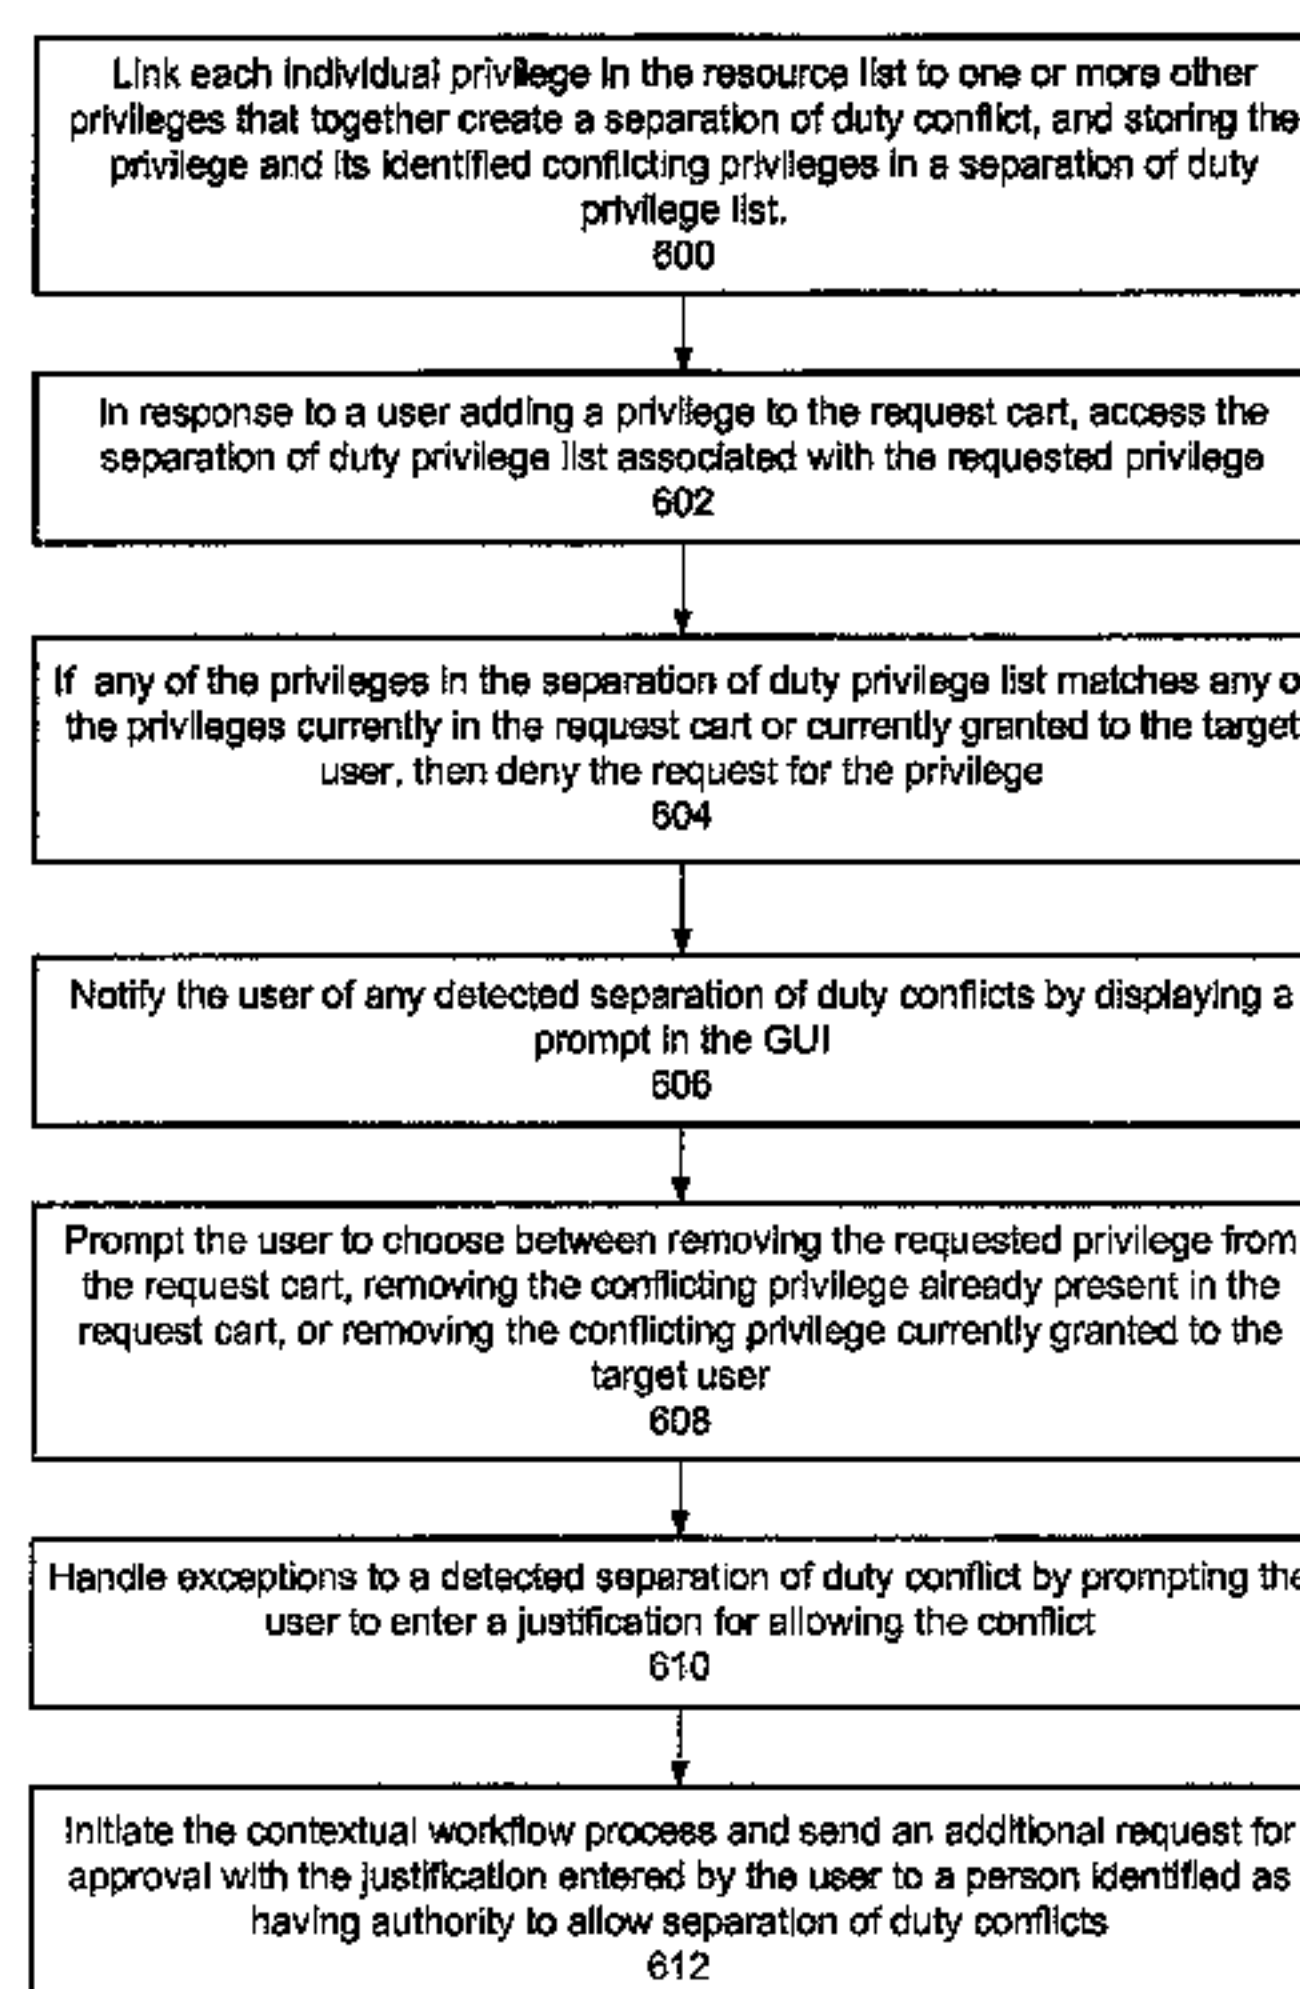 Link each individual privilege in the resource list to one or more other
privileges that together create a separation of duty conflict, and storing the
privilege and its identified conflicting privileges in a separation of duty
privilege list.
600
In response to a user adding a privilege to the request cart, access the
separation of duty privilege list associated with the requested privilege
602
If any of the privileges in the separation of duty privilege list matches any o
the privileges currently in the request cart or currently granted to the target
user, then deny the request for the privilege
604
Notify the user of any detected separation of duty conflicts by displaying a
prompt in the GUI
606
Prompt the user to choose between removing the requested privilege from
the request cart, removing the conflicting privilege already present in the
request cart, or removing the conflicting privilege currently granted to the
target user
608
Handle exceptions to a detected separation of duty conflict by prompting the
user to enter a justification for allowing the conflict
610
Initiate the contextual workflow process and send an additional request for
approval with the justification entered by the user to a person identified as
having authority to allow separation of duty conflicts
612